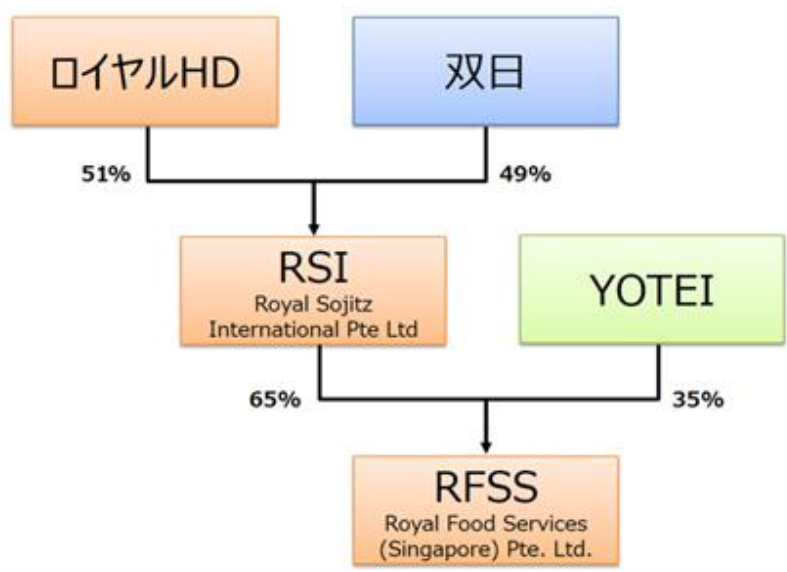 ロイヤルHD
双日
51%
49%
RSI
Royal Sojitz
International Pte Ltd
YOTEI
65%
35%
RFSS
Royal Food Services
(Singapore) Pte. Ltd.